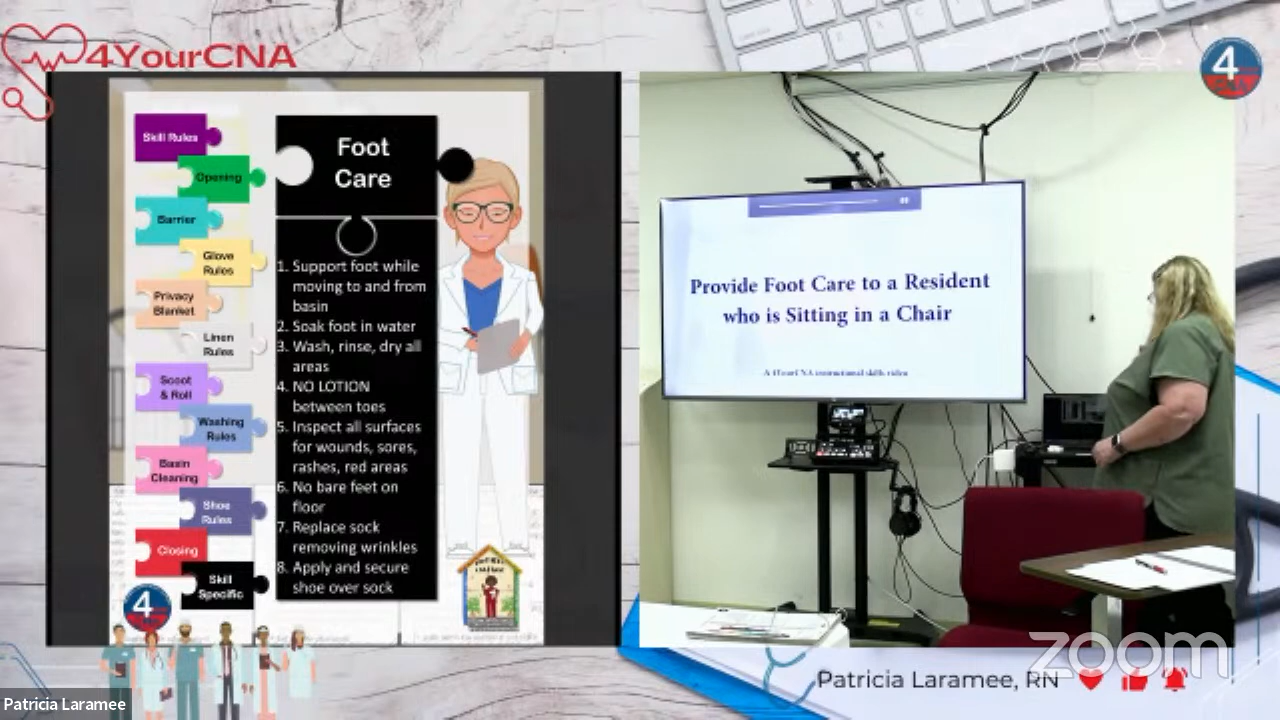 4YourCNA
4
Skill Rules
Opening
Barrier
Glove
Rules
Privacy
Blanket
Linen
Rules
Scoot
& Roll
Washing
Rules
Basin
Cleaning
Shoe
Rules
Closing
Skill
Specific
4
Foot
Care
1. Support foot while
moving to and from
basin
2. Soak foot in water
3. Wash, rinse, dry all
areas
4. NO LOTION
between toes
5. Inspect all surfaces
for wounds, sores,
rashes, red areas
6. No bare feet on
floor
7. Replace sock
removing wrinkles
8. Apply and secure
shoe over sock
Provide Foot Care to a Resident
who is Sitting in a Chair
A 4YourCNA instructional skills video
zoom
Patricia Laramee, RN
Patricia Laramee